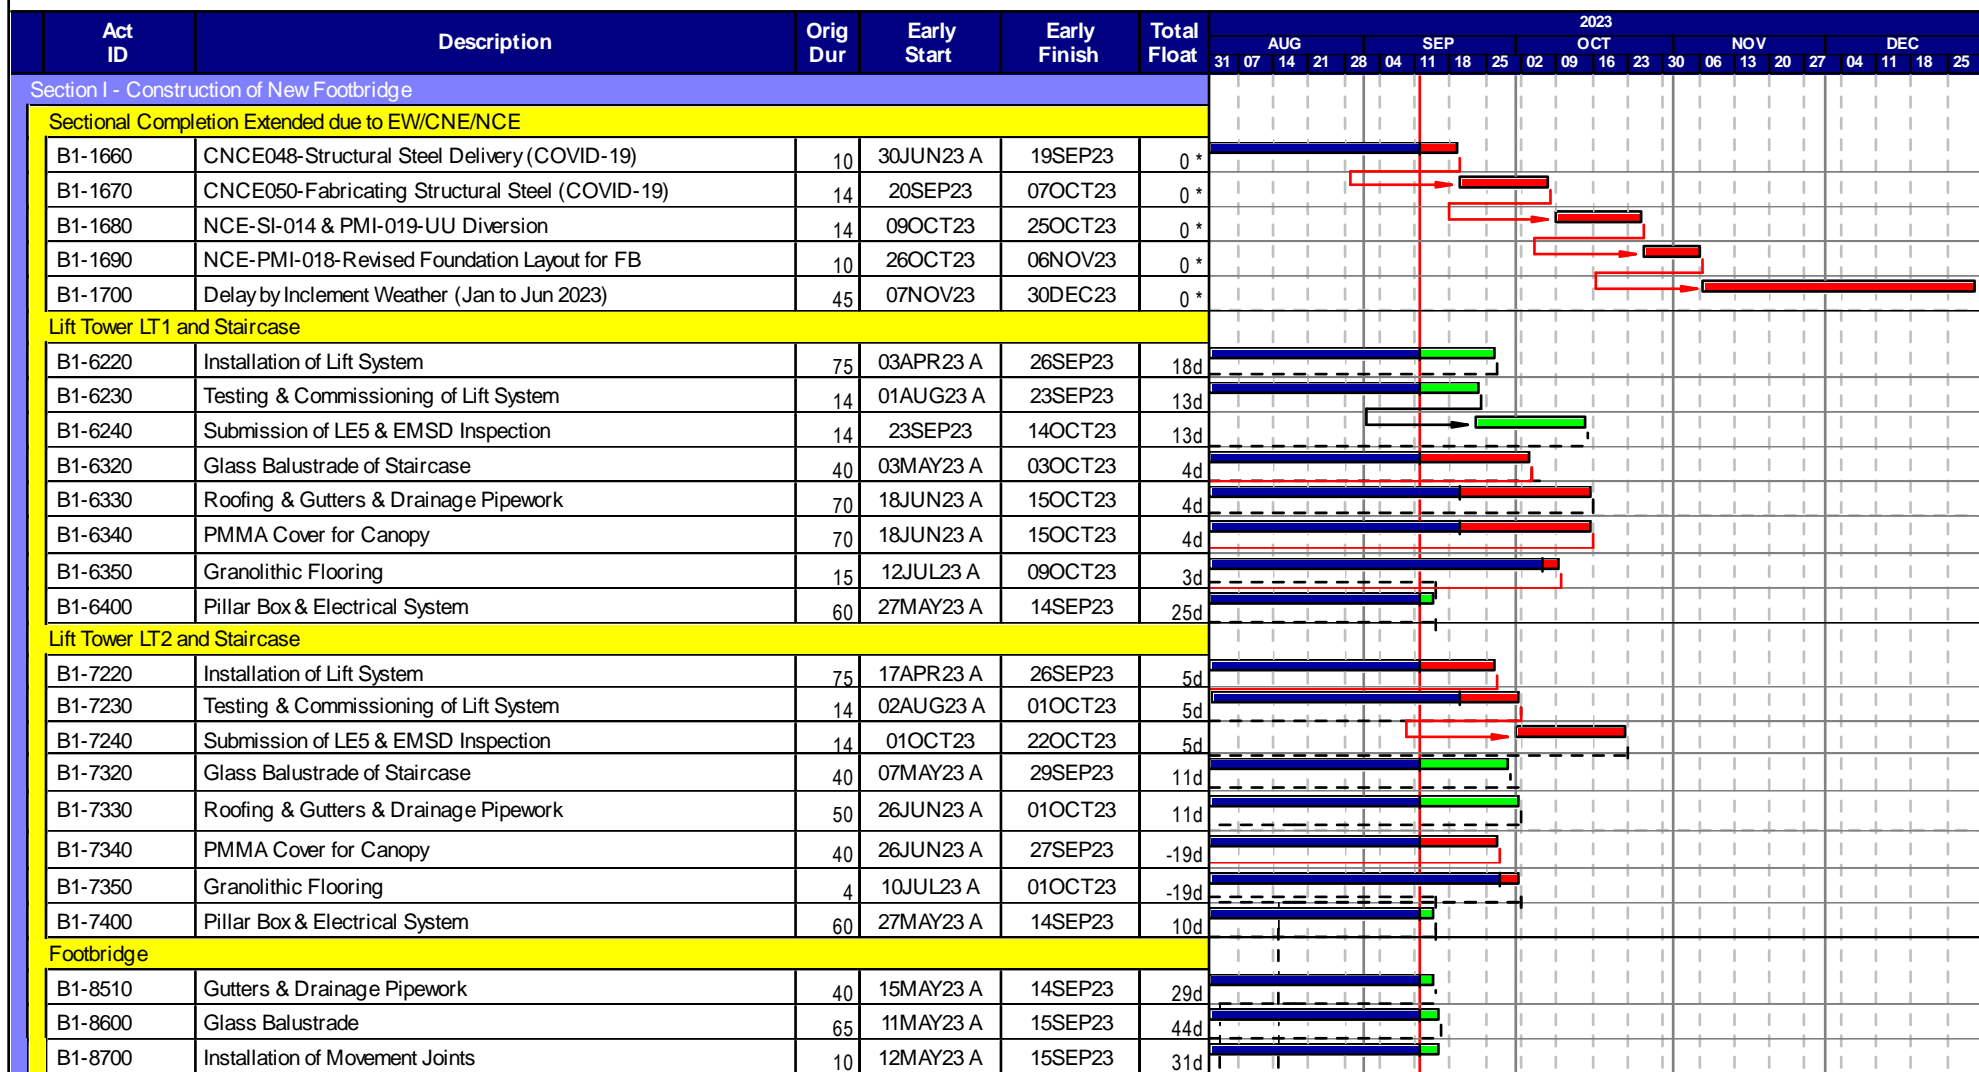 Act ID Description Orig Dur Early Start Early Finish Total Float 2023
AUG SEP OCT NOV DEC
31 07 14 21 28 04 11 18 25 02 09 16 23 30 06 13 20 27 04 11 18 25
Section I - Construction of New Footbridge
Sectional Completion Extended due to EW/CNE/NCE
B1-1660 CNCE048-Structural Steel Delivery (COVID-19) 10 30JUN23 A 19SEP23 0 *
B1-1670 CNCE050-Fabricating Structural Steel (COVID-19) 14 20SEP23 07OCT23 0 *
B1-1680 NCE-SI-014 & PMI-019-UU Diversion 14 09OCT23 25OCT23 0 *
B1-1690 NCE-PMI-018-Revised Foundation Layout for FB 10 26OCT23 06NOV23 0 *
B1-1700 Delay by Inclement Weather (Jan to Jun 2023) 45 07NOV23 30DEC23 0 *
Lift Tower LT1 and Staircase
B1-6220 Installation of Lift System 75 03APR23 A 26SEP23 18d
B1-6230 Testing & Commissioning of Lift System 14 01AUG23 A 23SEP23 13d
B1-6240 Submission of LE5 & EMSD Inspection 14 23SEP23 14OCT23 13d
B1-6320 Glass Balustrade of Staircase 40 03MAY23 A 03OCT23 4d
B1-6330 Roofing & Gutters & Drainage Pipework 70 18JUN23 A 15OCT23 4d
B1-6340 PMMA Cover for Canopy 70 18JUN23 A 15OCT23 4d
B1-6350 Granolithic Flooring 15 12JUL23 A 09OCT23 3d
B1-6400 Pillar Box & Electrical System 60 27MAY23 A 14SEP23 25d
Lift Tower LT2 and Staircase
B1-7220 Installation of Lift System 75 17APR23 A 26SEP23 5d
B1-7230 Testing & Commissioning of Lift System 14 02AUG23 A 01OCT23 5d
B1-7240 Submission of LE5 & EMSD Inspection 14 01OCT23 22OCT23 5d
B1-7320 Glass Balustrade of Staircase 40 07MAY23 A 29SEP23 11d
B1-7330 Roofing & Gutters & Drainage Pipework 50 26JUN23 A 01OCT23 11d
B1-7340 PMMA Cover for Canopy 40 26JUN23 A 27SEP23 -19d
B1-7350 Granolithic Flooring 4 10JUL23 A 01OCT23 -19d
B1-7400 Pillar Box & Electrical System 60 27MAY23 A 14SEP23 10d
Footbridge
B1-8510 Gutters & Drainage Pipework 40 15MAY23 A 14SEP23 29d
B1-8600 Glass Balustrade 65 11MAY23 A 15SEP23 44d
B1-8700 Installation of Movement Joints 10 12MAY23 A 15SEP23 31d